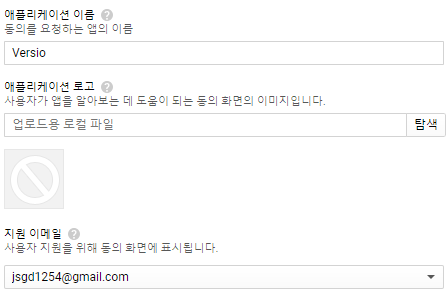 애플리케이션 이름 ?
동의를 요청하는 앱의 이름
Versio
애플리케이션 로고 ?
사용자가 앱을 알아보는 데 도움이 되는 동의 화면의 이미지입니다.
업로드용 로컬 파일 탐색
지원 이메일 ?
사용자 지원을 위해 동의 화면에 표시됩니다.
jsgd1254@gmail.com